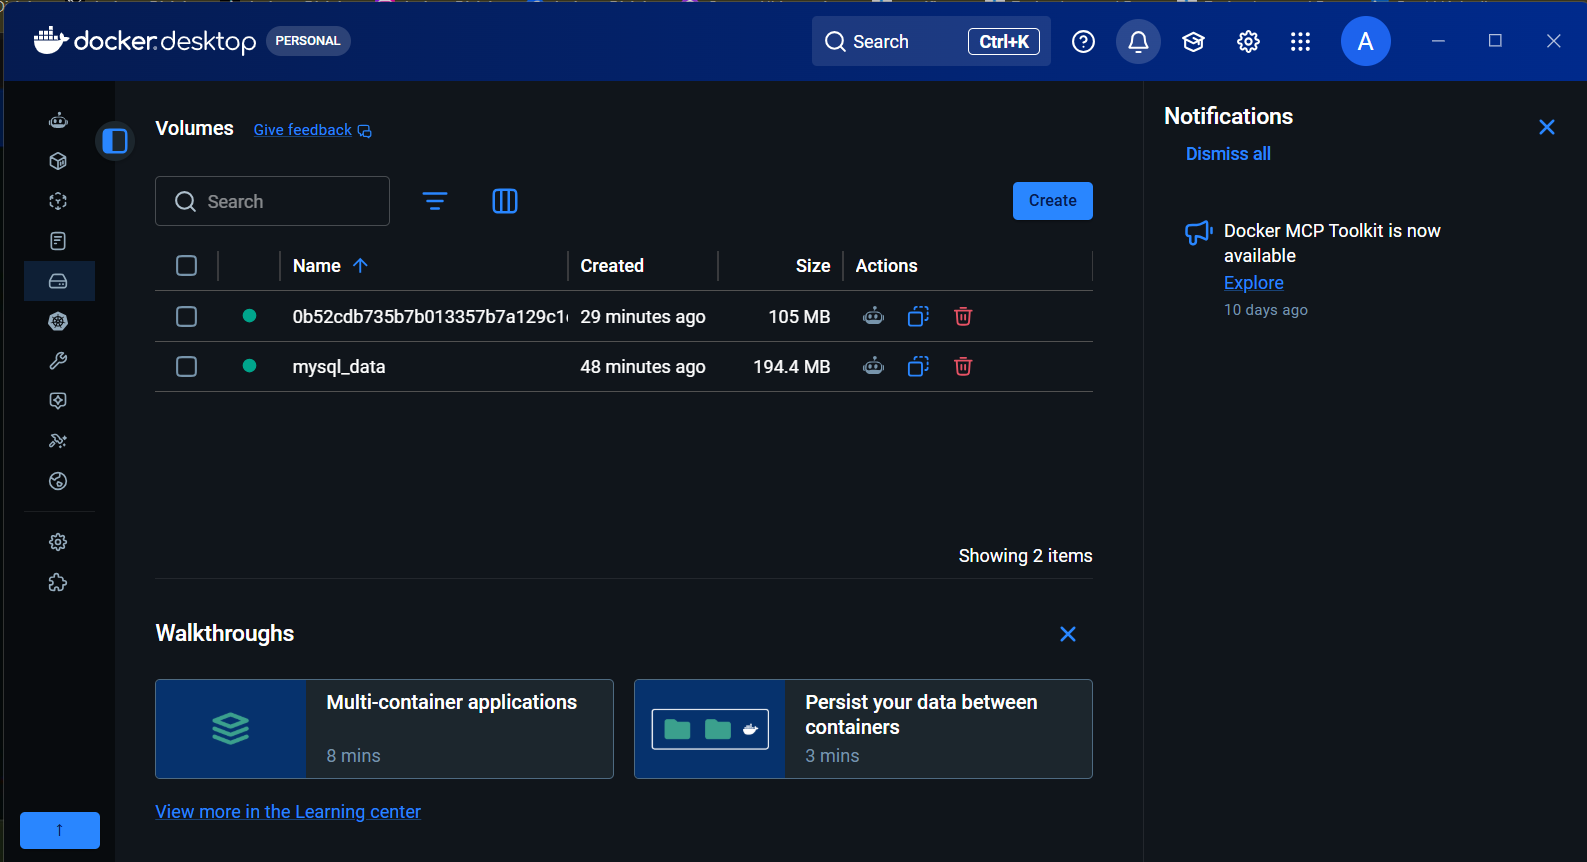 docker.desktop PERSONAL
Search Ctrl+K
A
Volumes Give feedback
Search
Create
Name Created Size Actions
0b52cdb735b7b013357b7a129c1 29 minutes ago 105 MB
mysql_data 48 minutes ago 194.4 MB
Showing 2 items
Walkthroughs
Multi-container applications
8 mins
Persist your data between
containers
3 mins
View more in the Learning center
Notifications
Dismiss all
Docker MCP Toolkit is now
available
Explore
10 days ago